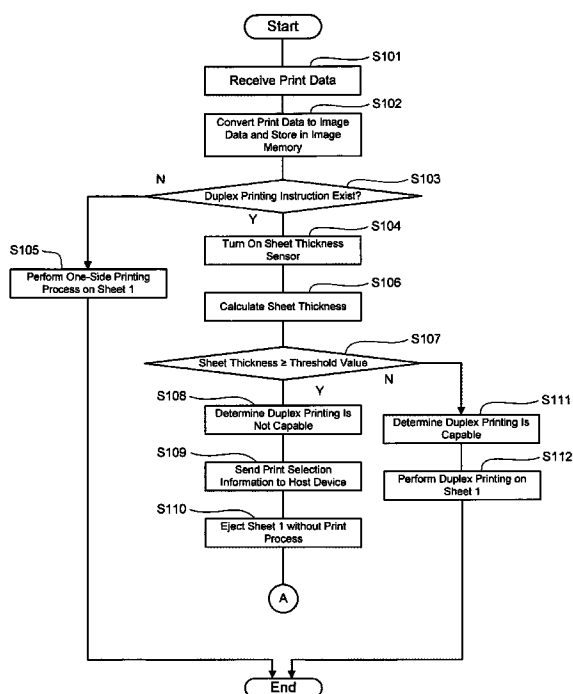 Start
S101
Receive Print Data
S102
Convert Print Data to Image
Data and Store in Image
Memory
S103
N
Duplex Printing Instruction Exist?
Y
S104
Turn On Sheet Thickness
Sensor
S105
Perform One-Side Printing
Process on Sheet 1
S106
Calculate Sheet Thickness
S107
Sheet Thickness ≥ Threshold Value
Y
N
S108
Determine Duplex Printing Is
Not Capable
S111
Determine Duplex Printing Is
Capable
S109
Send Print Selection
Information to Host Device
S112
Perform Duplex Printing on
Sheet 1
S110
Eject Sheet 1 without Print
Process
A
End